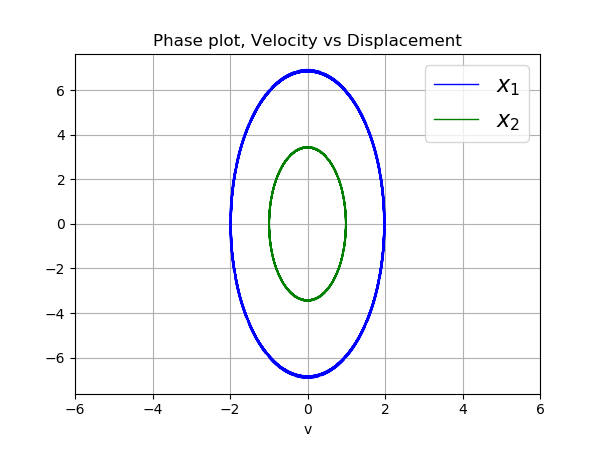 Phase plot, Velocity vs Displacement
x₁
x₂
6
4
2
0
−2
−4
−6
−6 −4 −2 0 2 4 6
v